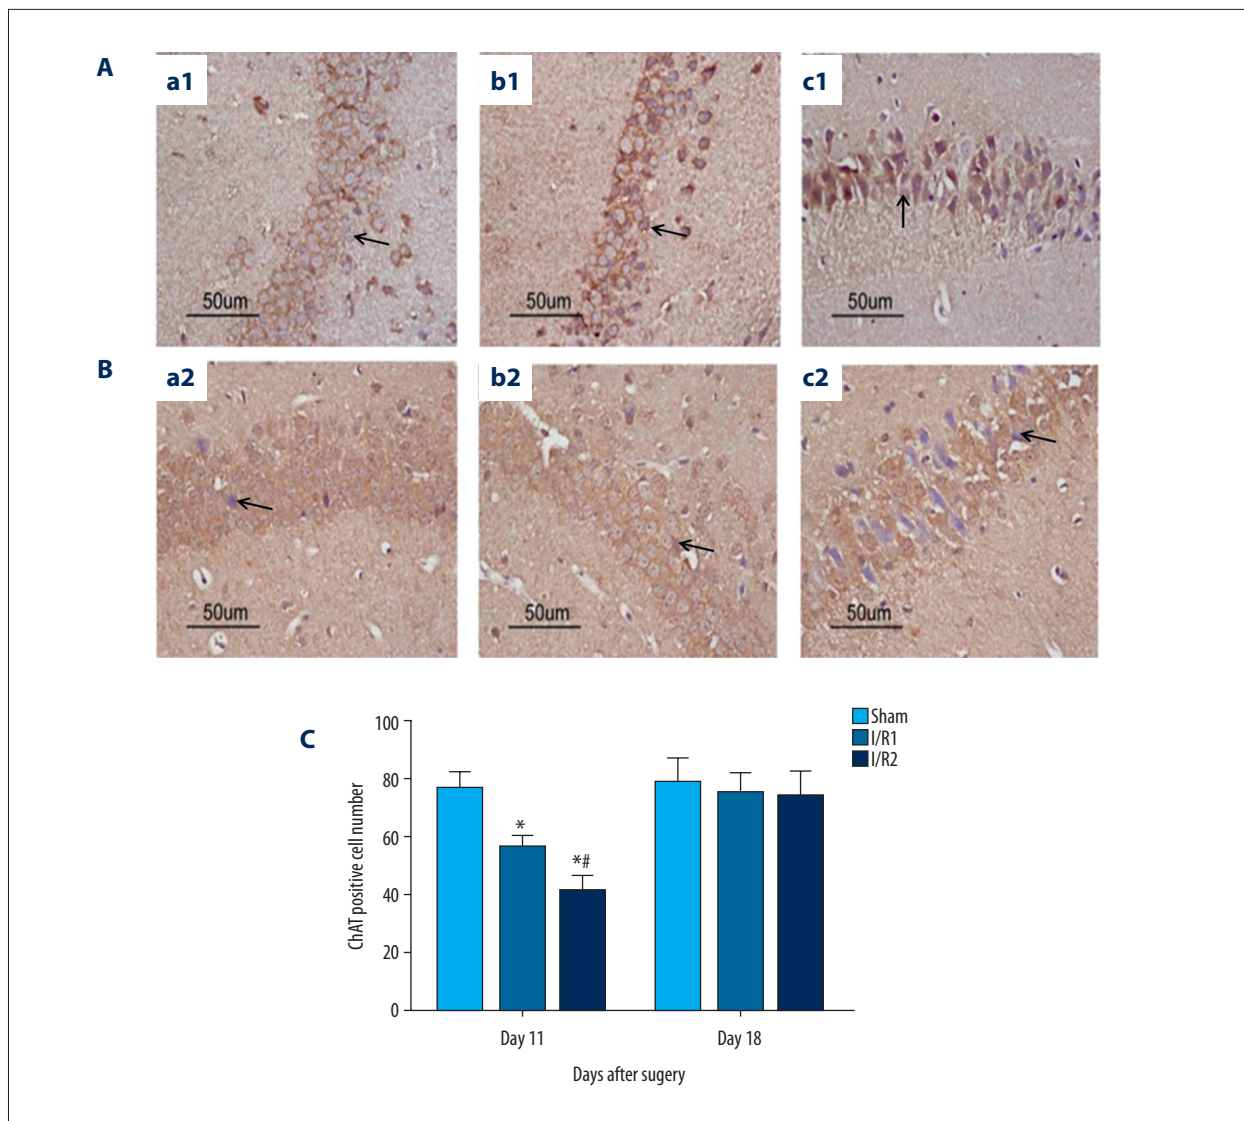 A
a1
b1
c1
50um
50um
50um
B
a2
b2
c2
50um
50um
50um
C
Sham
I/R1
I/R2
ChAT positive cell number
100
80
60
40
20
0
*
*#
Day 11
Day 18
Days after sugery